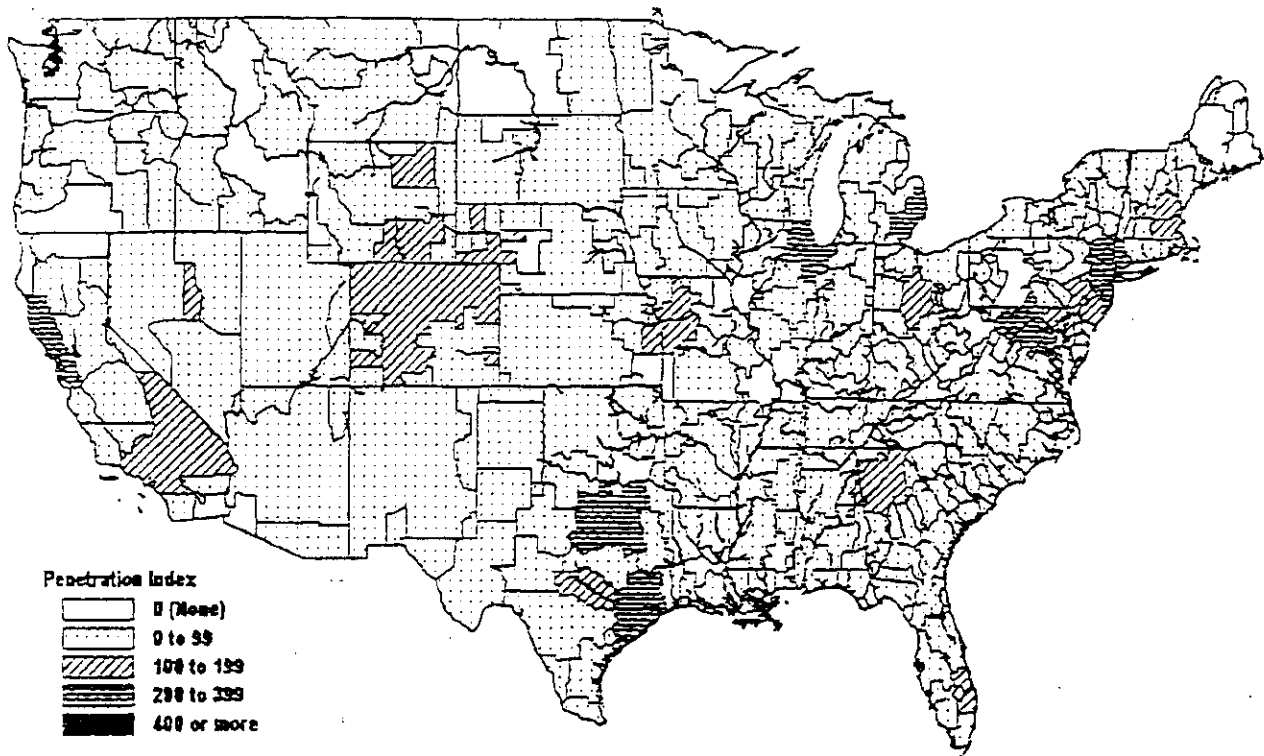 Penetration Index
0 (None)
0 to 99
100 to 199
200 to 399
400 or more